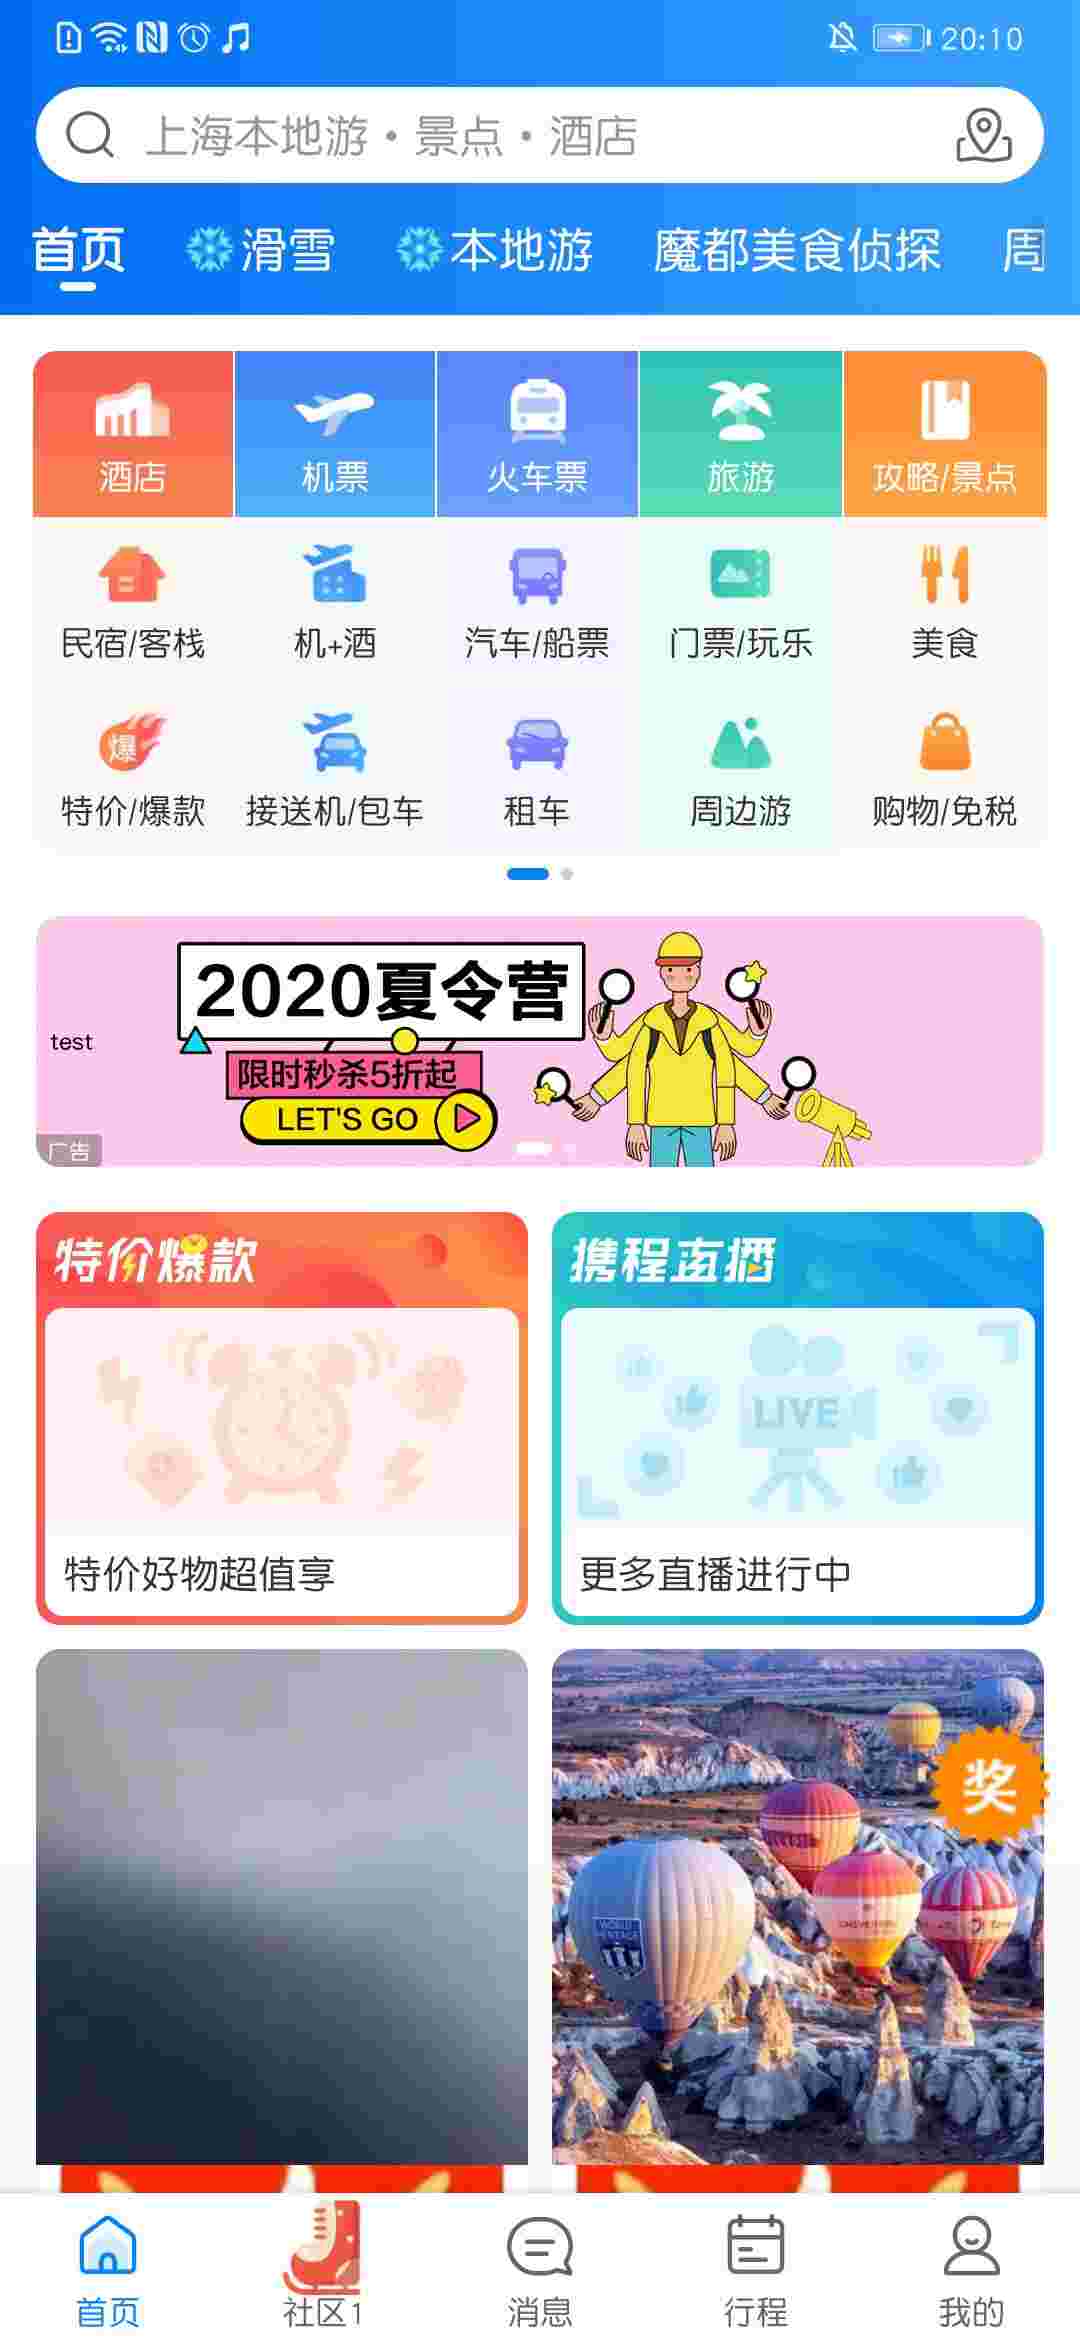 20:10
上海本地游·景点·酒店
首页 滑雪 本地游 魔都美食侦探 周
酒店 机票 火车票 旅游 攻略/景点
民宿/客栈 机+酒 汽车/船票 门票/玩乐 美食
爆
特价/爆款 接送机/包车 租车 周边游 购物/免税
2020夏令营
test
限时秒杀5折起
LET'S GO
广告
特价爆款 携程直播
LIVE
特价好物超值享 更多直播进行中
奖
WORLD HERITAGE
首页 社区1 消息 行程 我的